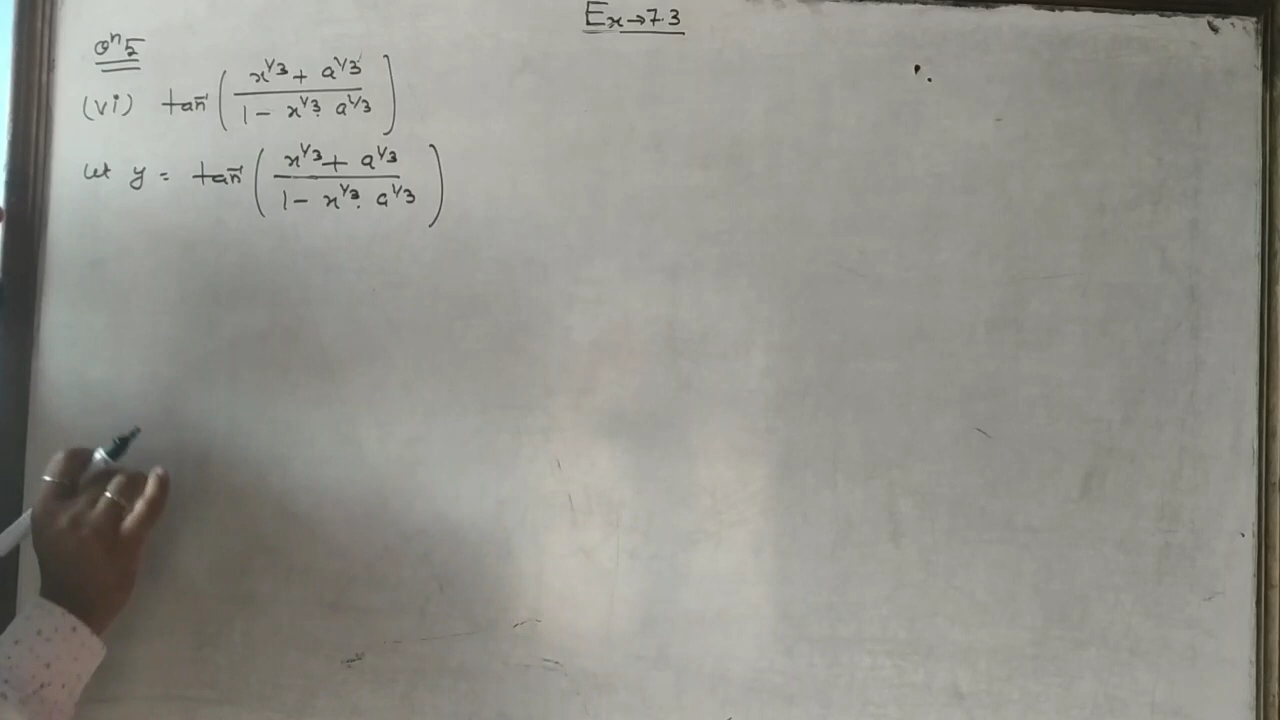 Ex→7.3
Qⁿ5
(vi) tan⁻¹ ( (x^1/3 + a^1/3) / (1 - x^1/3 . a^1/3) )
let y = tan⁻¹ ( (x^1/3 + a^1/3) / (1 - x^1/3 . a^1/3) )